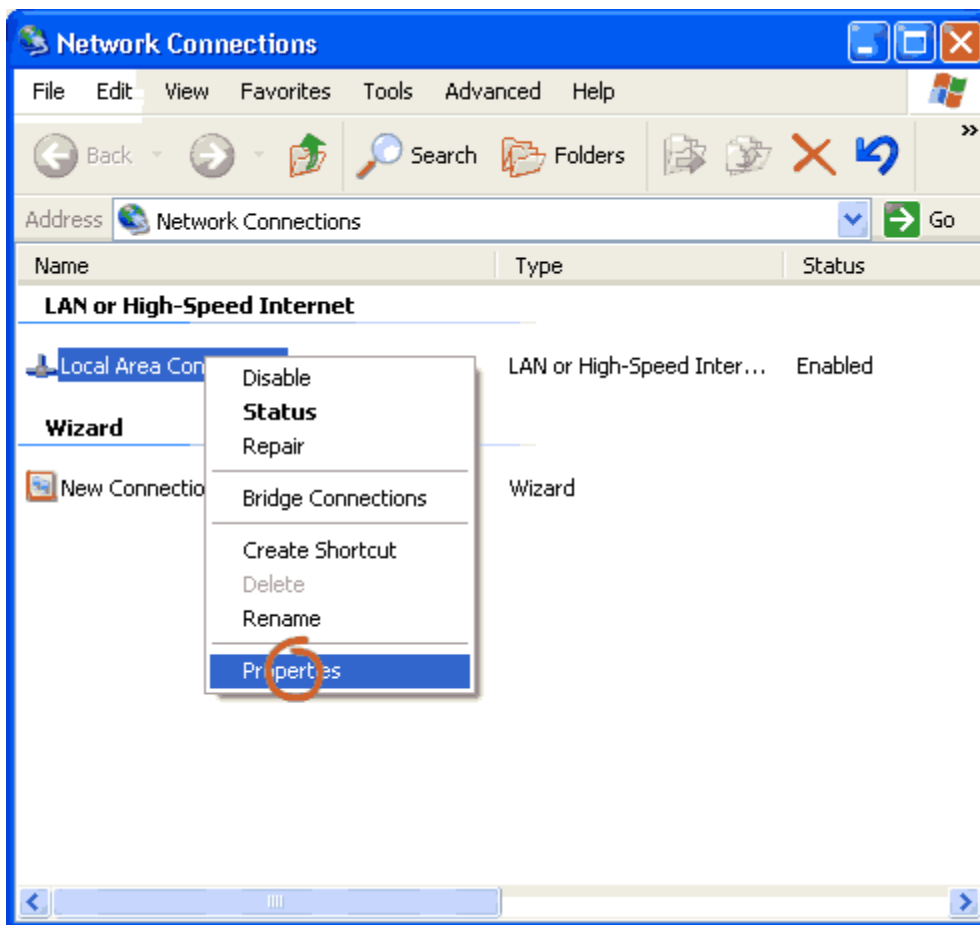 Network Connections
File Edit View Favorites Tools Advanced Help
Back Search Folders »
Address Network Connections Go
Name Type Status
LAN or High-Speed Internet
Local Area Con LAN or High-Speed Inter... Enabled
Disable
Status
Wizard
Repair
New Connectio Wizard
Bridge Connections
Create Shortcut
Delete
Rename
Properties